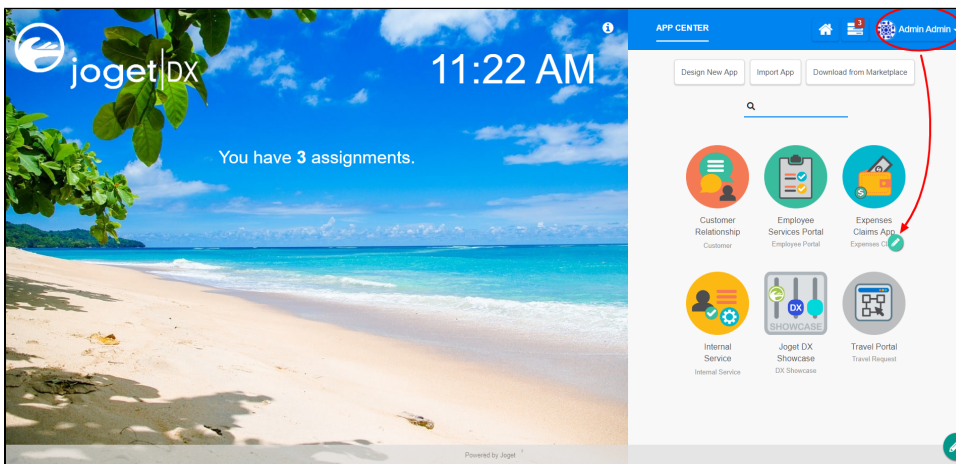 joget|DX
11:22 AM
You have 3 assignments.
Powered by Joget
APP CENTER
3
Admin Admin
Design New App
Import App
Download from Marketplace
Customer
Relationship
Customer
Employee
Services Portal
Employee Portal
Expenses
Claims App
Expenses Cl
Internal
Service
Internal Service
DX
SHOWCASE
Joget DX
Showcase
DX Showcase
Travel Portal
Travel Request